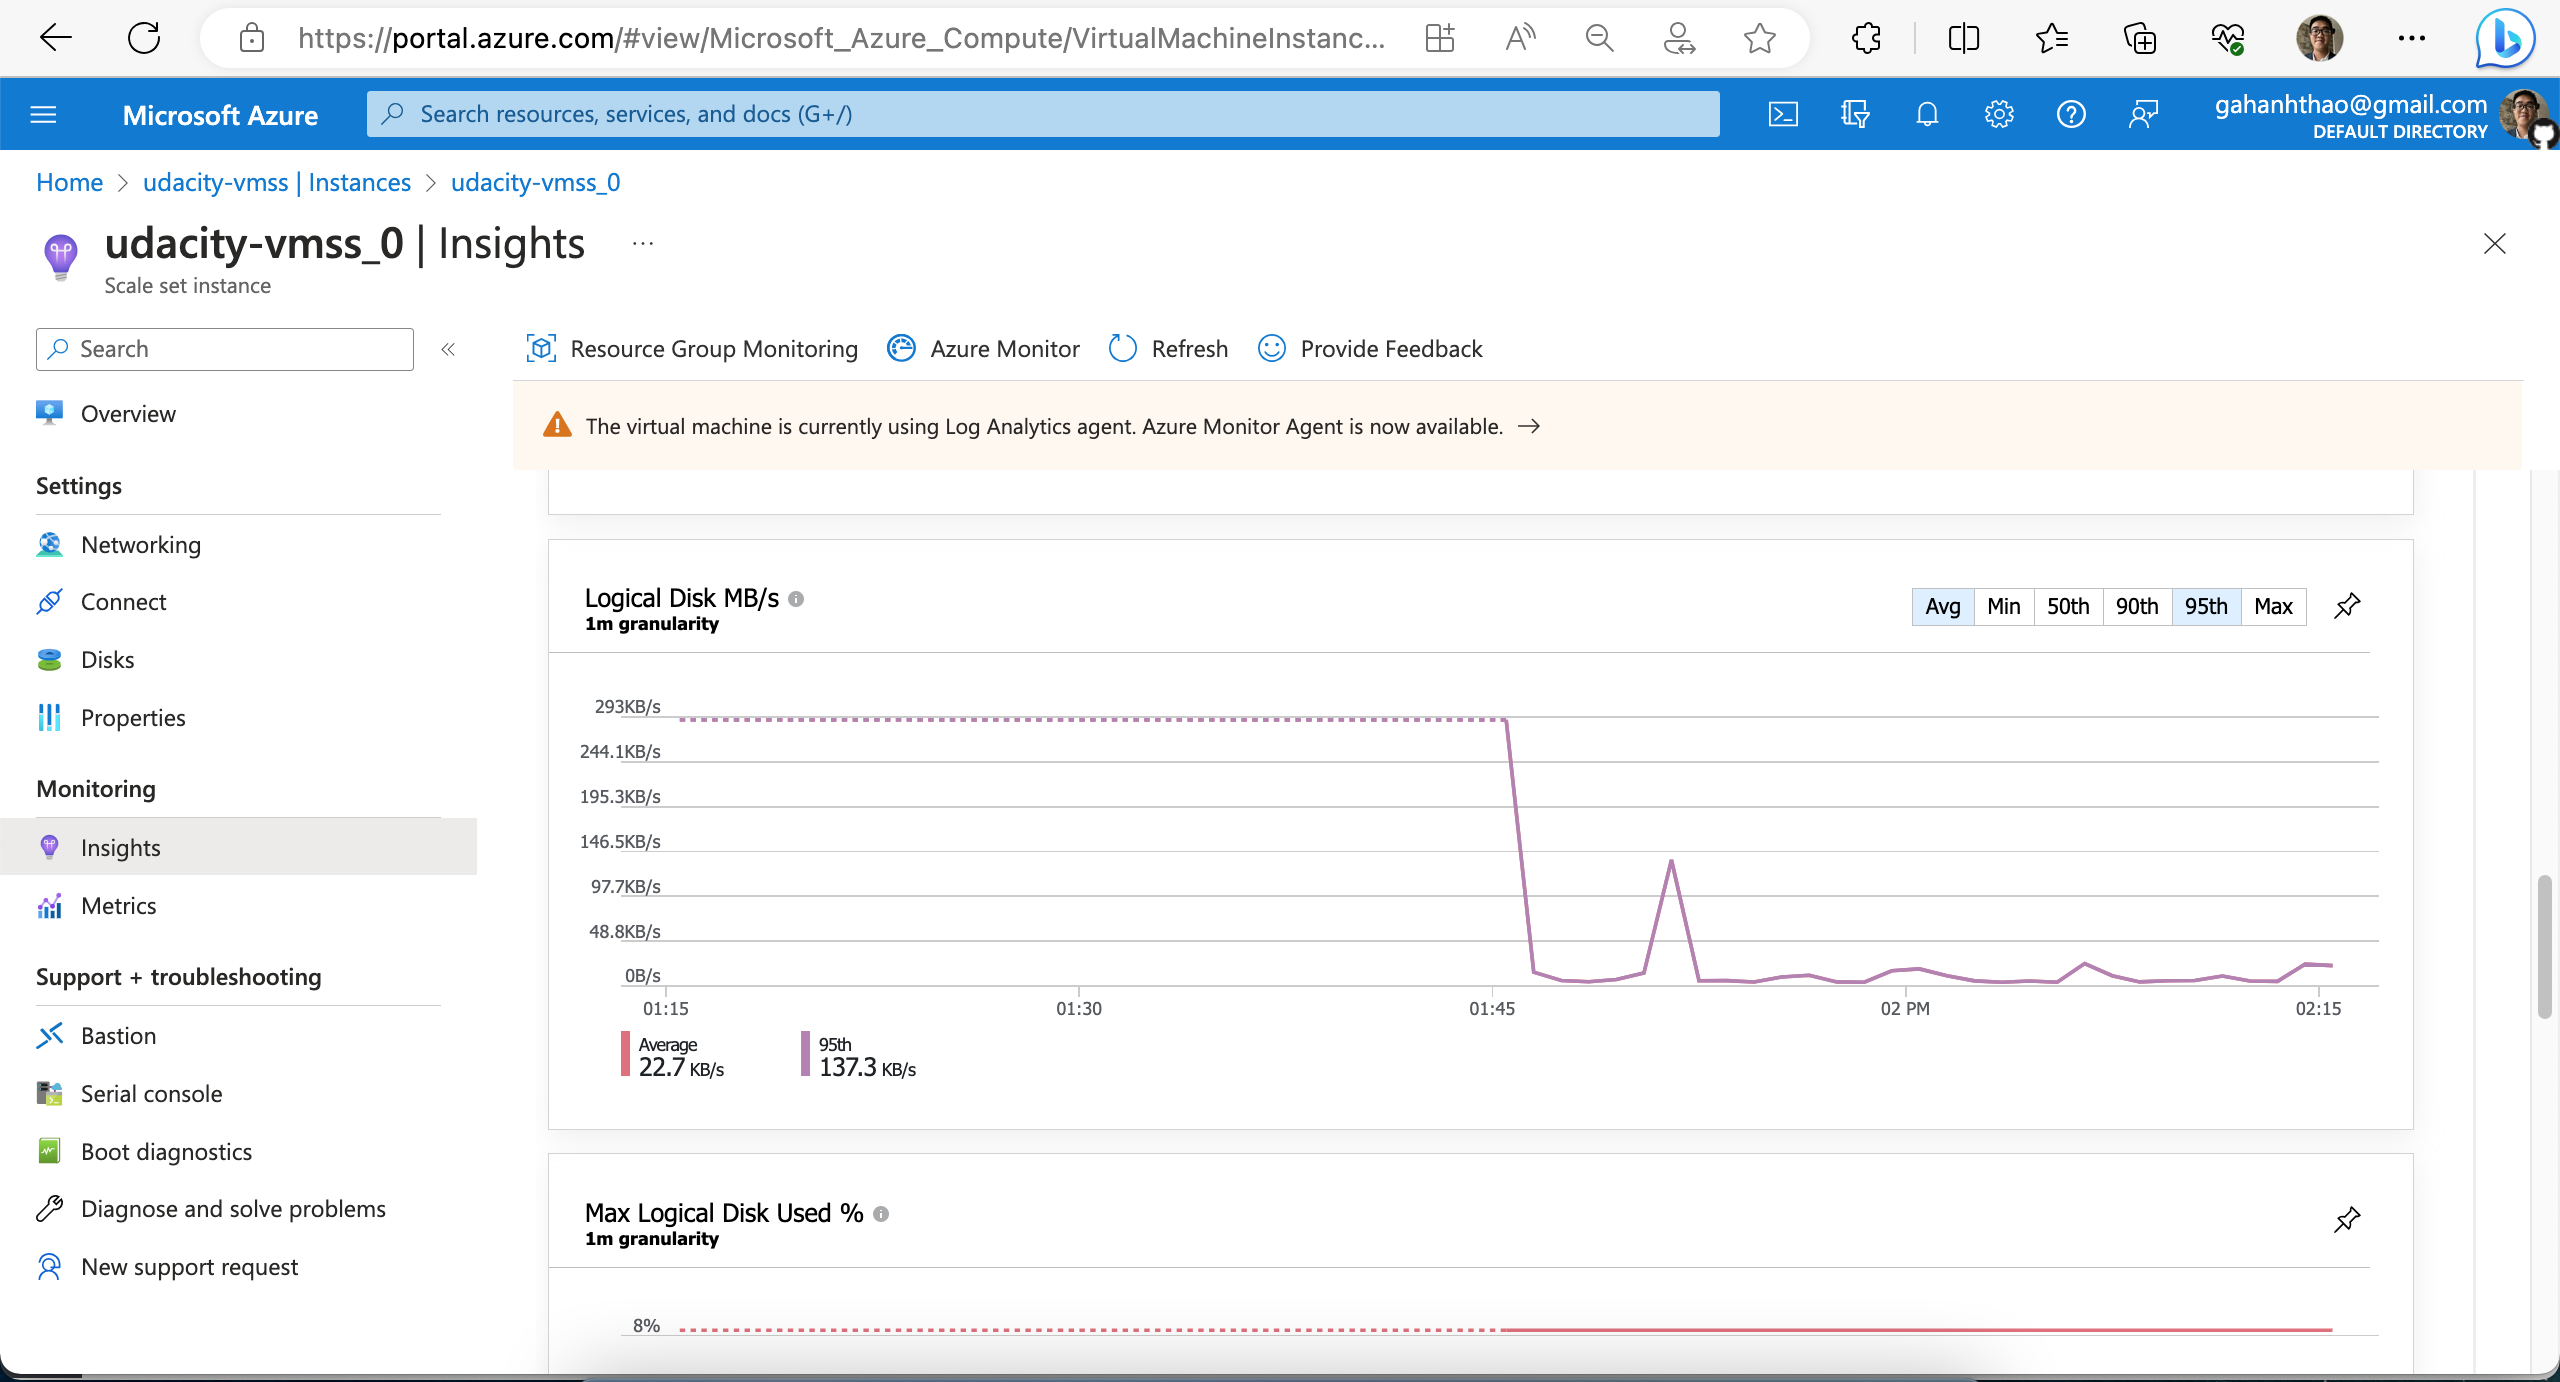 https://portal.azure.com/#view/Microsoft_Azure_Compute/VirtualMachineInstanc...
Microsoft Azure
Search resources, services, and docs (G+/)
gahanhthao@gmail.com
DEFAULT DIRECTORY
Home > udacity-vmss | Instances > udacity-vmss_0
udacity-vmss_0 | Insights ...
Scale set instance
Search
«
Overview
Settings
Networking
Connect
Disks
Properties
Monitoring
Insights
Metrics
Support + troubleshooting
Bastion
Serial console
Boot diagnostics
Diagnose and solve problems
New support request
Resource Group Monitoring
Azure Monitor
Refresh
Provide Feedback
The virtual machine is currently using Log Analytics agent. Azure Monitor Agent is now available. →
Logical Disk MB/s
1m granularity
Avg Min 50th 90th 95th Max
293KB/s
244.1KB/s
195.3KB/s
146.5KB/s
97.7KB/s
48.8KB/s
0B/s
01:15 01:30 01:45 02 PM 02:15
Average
22.7 KB/s
95th
137.3 KB/s
Max Logical Disk Used %
1m granularity
8%